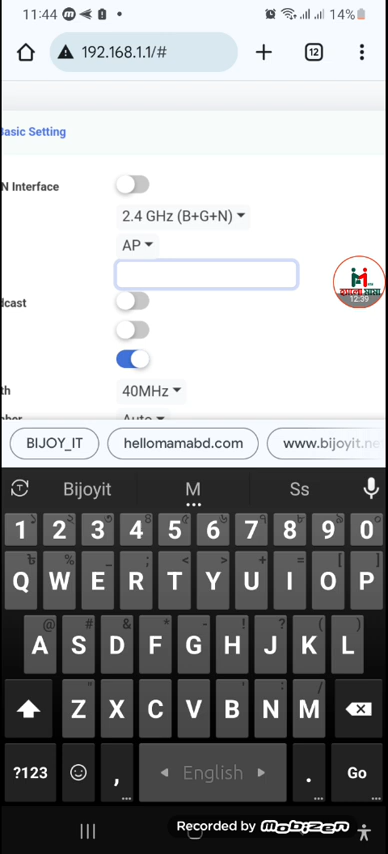 11:44 14%
192.168.1.1/# 12
Basic Setting
N Interface
2.4 GHz (B+G+N)
AP
12:39
dcast
th 40MHz
Auto
BIJOY_IT hellomamabd.com www.bijoyit.ne
Bijoyit M Ss
1 2 3 4 5 6 7 8 9 0
Q W E R T Y U I O P
A S D F G H J K L
Z X C V B N M
?123 , English . Go
Recorded by MOBIZEN